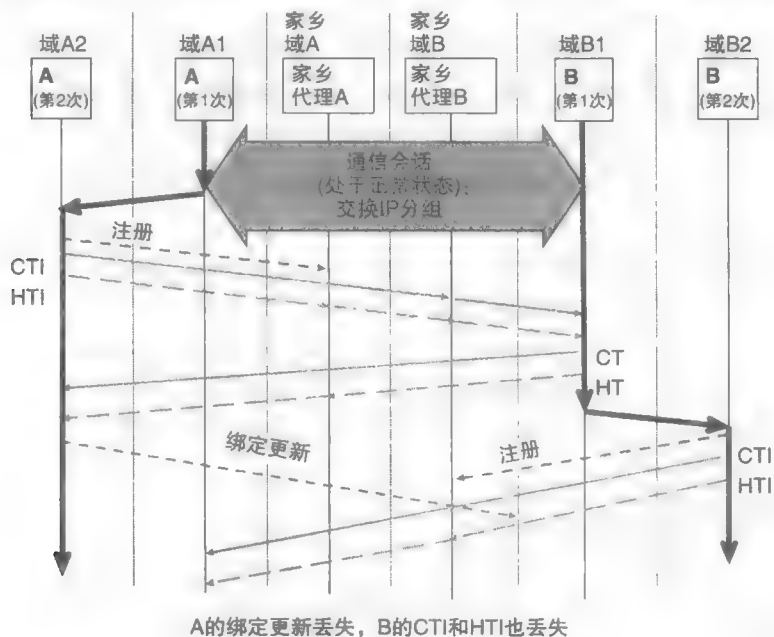 家乡 家乡
域A2 域A1 域A 域B 域B1 域B2
A A 家乡 家乡 B B
(第2次) (第1次) 代理A 代理B (第1次) (第2次)
通信会话
(处于正常状态):
交换IP分组
注册
CTI
HTI
CT
HT
绑定更新 注册
CTI
HTI
A的绑定更新丢失，B的CTI和HTI也丢失